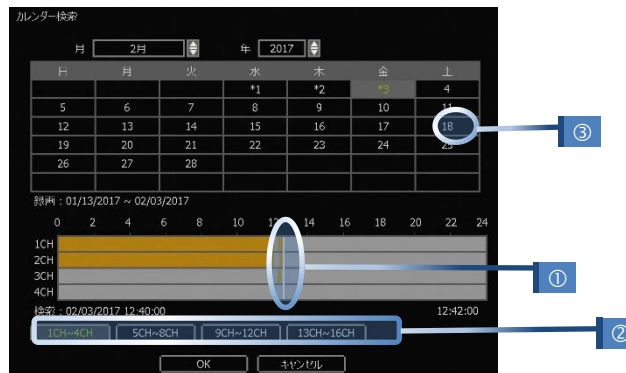 カレンダー検索
月 2月 年 2017
日 月 火 水 木 金 土
*1 *2 *3 4
5 6 7 8 9 10 11
12 13 14 15 16 17 18
③
19 20 21 22 23 24 25
26 27 28
録画 : 01/13/2017 ~ 02/03/2017
0 2 4 6 8 10 12 14 16 18 20 22 24
1CH
2CH
①
3CH
4CH
検索 : 02/03/2017 12:40:00 12:42:00
1CH~4CH 5CH~8CH 9CH~12CH 13CH~16CH ②
OK キャンセル